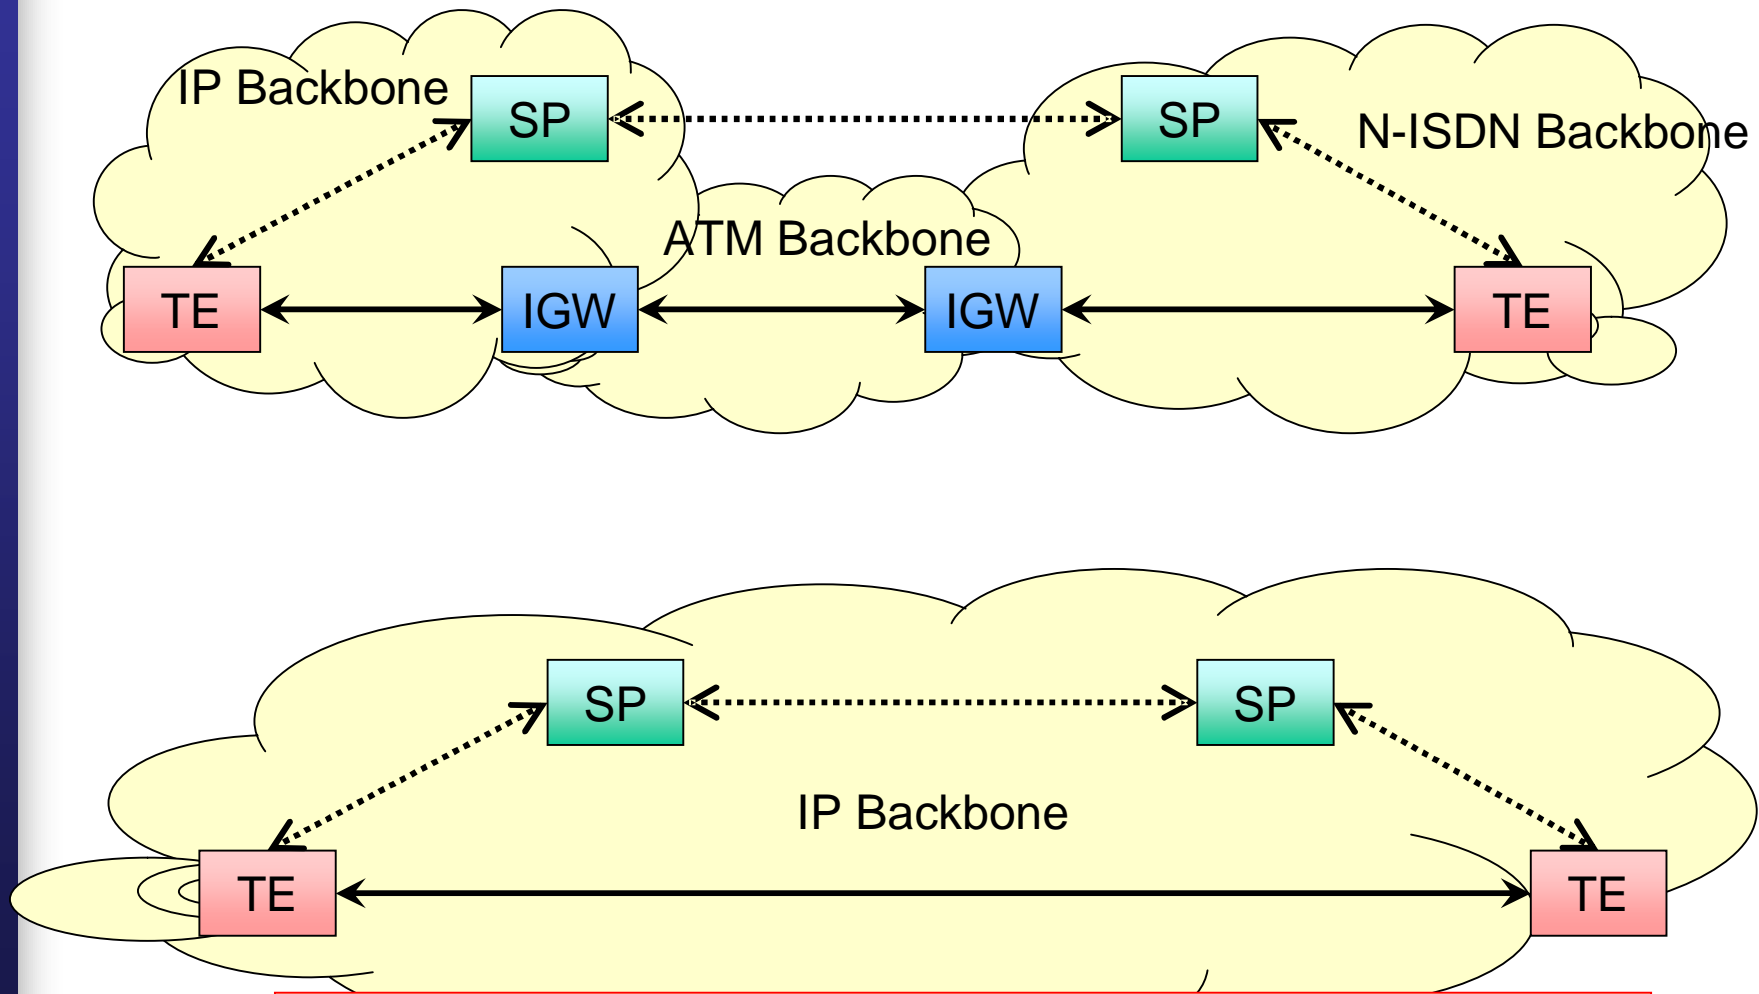 IP Backbone
SP
SP
N-ISDN Backbone
ATM Backbone
TE
IGW
IGW
TE
SP
SP
IP Backbone
TE
TE